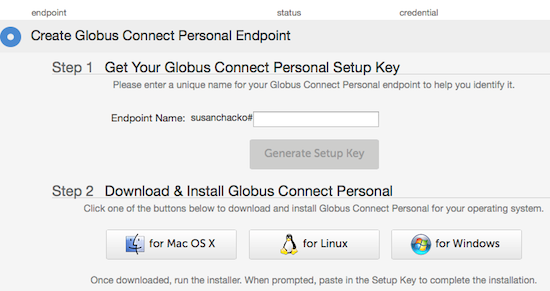 endpoint status credential
Create Globus Connect Personal Endpoint
Step 1 Get Your Globus Connect Personal Setup Key
Please enter a unique name for your Globus Connect Personal endpoint to help you identify it.
Endpoint Name: susanchacko#
Generate Setup Key
Step 2 Download & Install Globus Connect Personal
Click one of the buttons below to download and install Globus Connect Personal for your operating system.
for Mac OS X for Linux for Windows
Once downloaded, run the installer. When prompted, paste in the Setup Key to complete the installation.